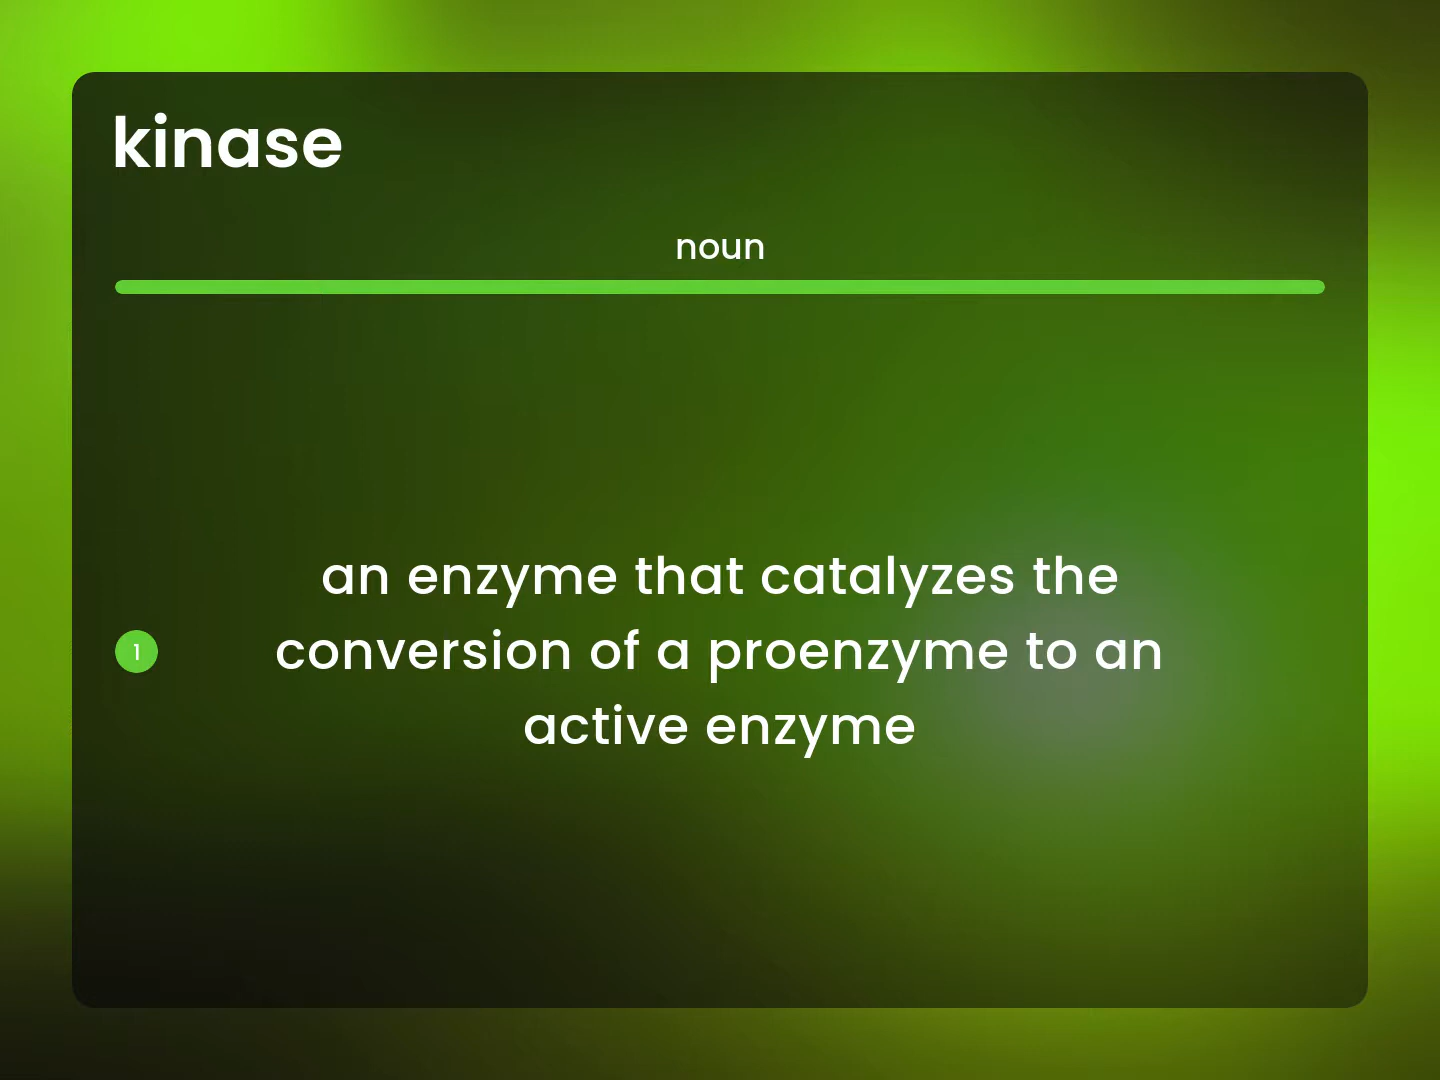 kinase
noun
an enzyme that catalyzes the
1
conversion of a proenzyme to an
active enzyme